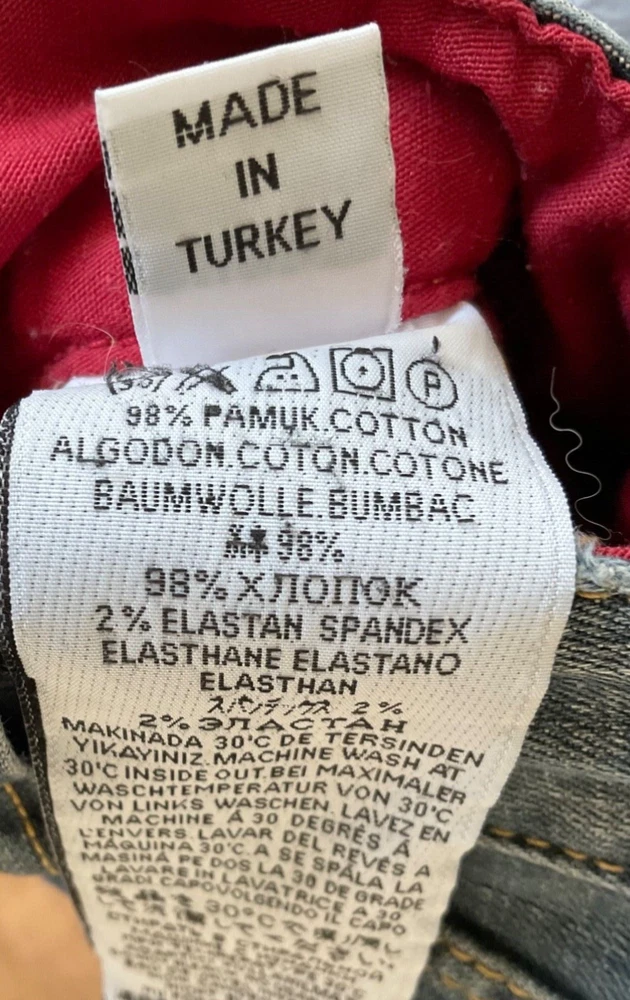 MADE
IN
TURKEY
P
98% PAMUK.COTTON
ALGODON.COTON.COTONE
BAUMWOLLE.BUMBAC
98%
98% ХЛОПОК
2% ELASTAN SPANDEX
ELASTHANE ELASTANO
ELASTHAN
スパンデックス 2%
2% ЭЛАСТАН
MAKINADA 30°C DE TERSINDEN
YIKAYINIZ.MACHINE WASH AT
30°C INSIDE OUT.BEI MAXIMALER
WASCHTEMPERATUR VON 30°C
VON LINKS WASCHEN. LAVEZ EN
MACHINE Á 30 DEGRÉS Á
L'ENVERS. LAVAR DEL REVÉS A
MÁQUINA 30°C.A SE SPÁLA LA
MASINÁ PE DOS LA 30 DE GRADE
LAVARE IN LAVATRICE A 30
GRADI CAPOVOLGENDO IL CAPO
30°C